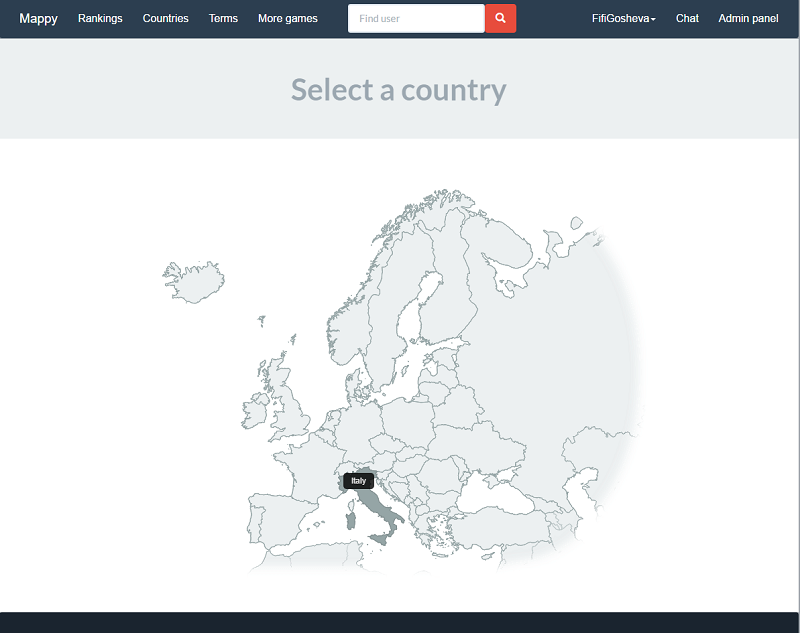 Mappy Rankings Countries Terms More games Find user FifiGosheva Chat Admin panel
Select a country
Italy